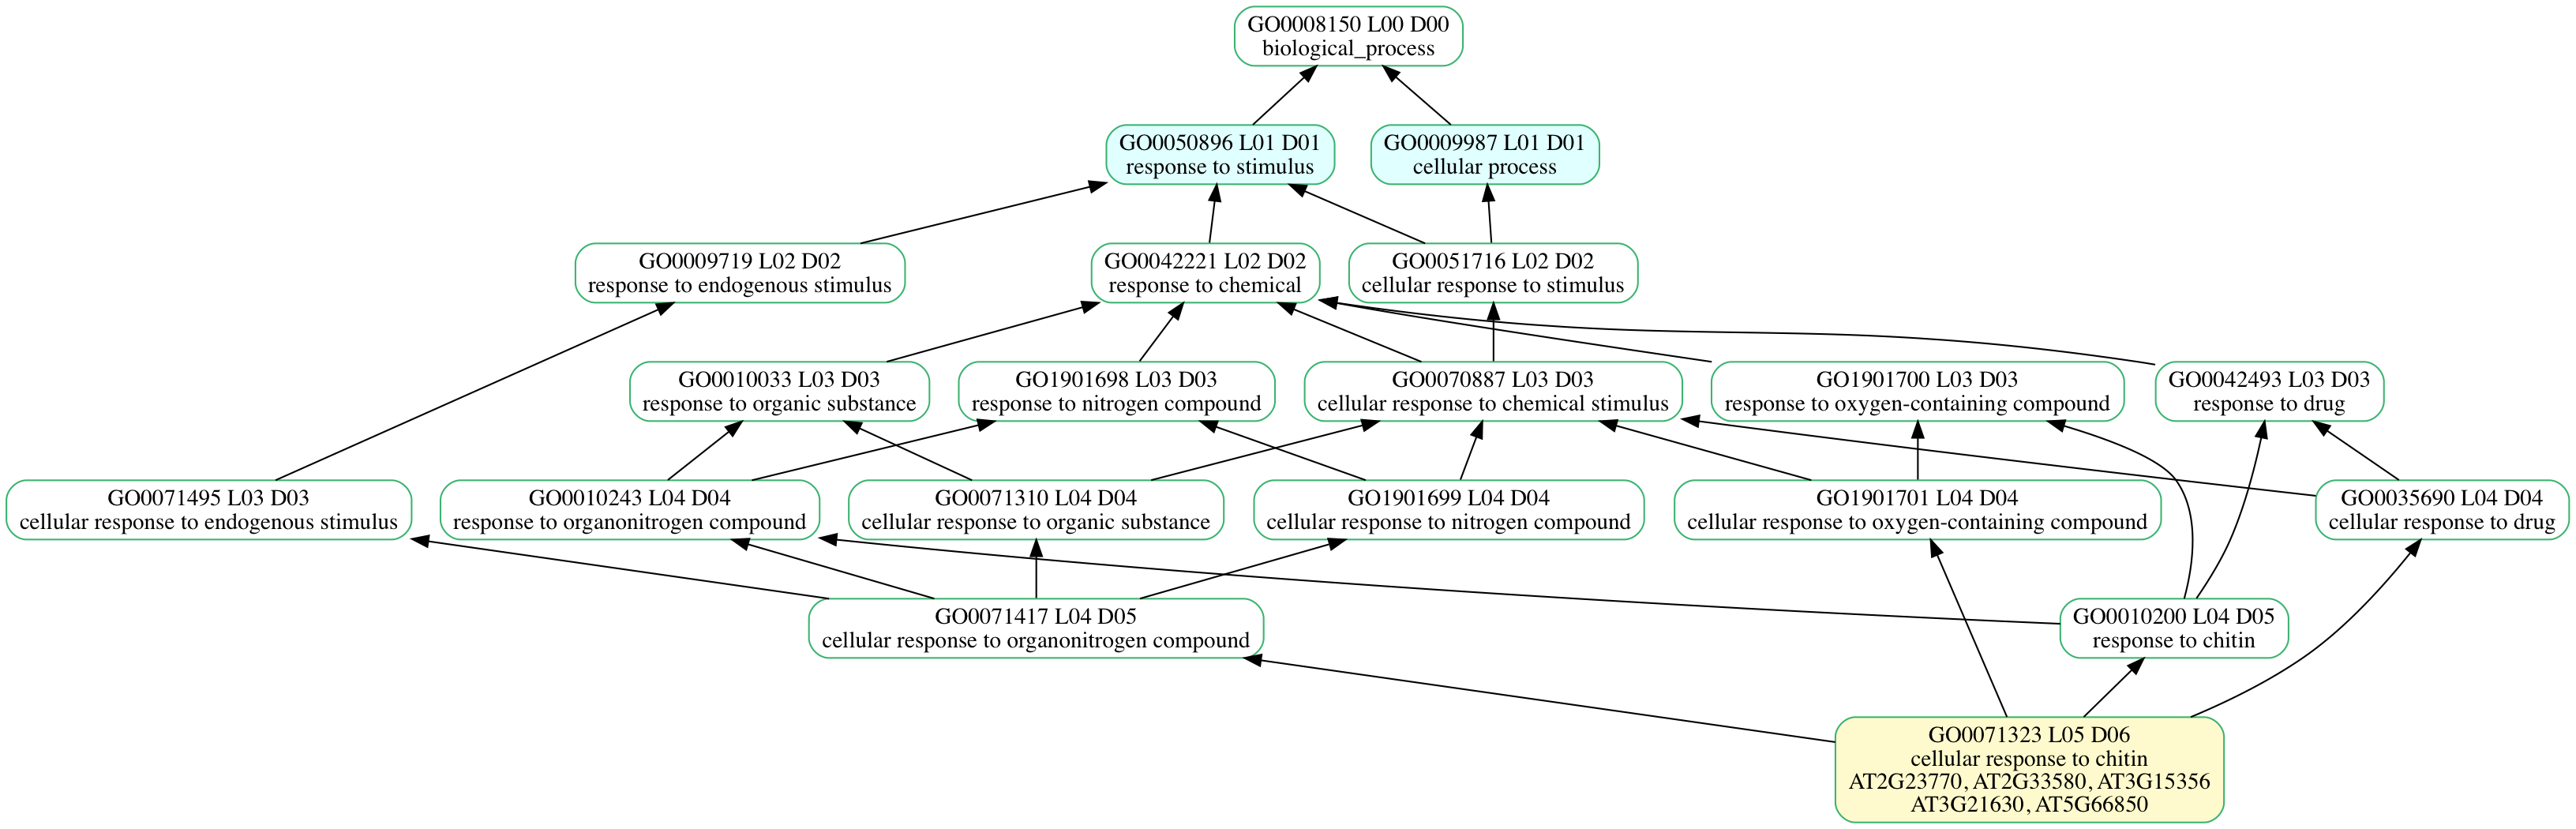 GO0008150 L00 D00
biological_process
GO0050896 L01 D01
response to stimulus
GO0009987 L01 D01
cellular process
GO0009719 L02 D02
response to endogenous stimulus
GO0042221 L02 D02
response to chemical
GO0051716 L02 D02
cellular response to stimulus
GO0010033 L03 D03
response to organic substance
GO1901698 L03 D03
response to nitrogen compound
GO0070887 L03 D03
cellular response to chemical stimulus
GO1901700 L03 D03
response to oxygen-containing compound
GO0042493 L03 D03
response to drug
GO0071495 L03 D03
cellular response to endogenous stimulus
GO0010243 L04 D04
response to organonitrogen compound
GO0071310 L04 D04
cellular response to organic substance
GO1901699 L04 D04
cellular response to nitrogen compound
GO1901701 L04 D04
cellular response to oxygen-containing compound
GO0035690 L04 D04
cellular response to drug
GO0071417 L04 D05
cellular response to organonitrogen compound
GO0010200 L04 D05
response to chitin
GO0071323 L05 D06
cellular response to chitin
AT2G23770, AT2G33580, AT3G15356
AT3G21630, AT5G66850